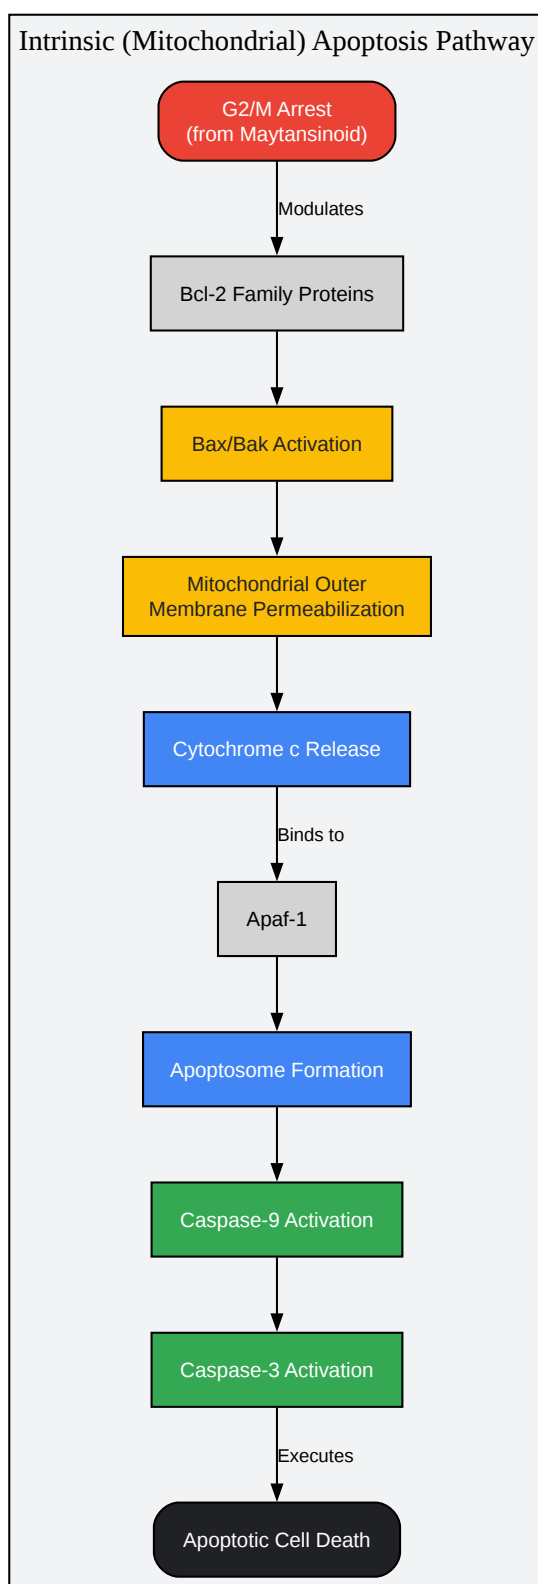 Intrinsic (Mitochondrial) Apoptosis Pathway
G2/M Arrest
(from Maytansinoid)
Modulates
Bcl-2 Family Proteins
Bax/Bak Activation
Mitochondrial Outer
Membrane Permeabilization
Cytochrome c Release
Binds to
Apaf-1
Apoptosome Formation
Caspase-9 Activation
Caspase-3 Activation
Executes
Apoptotic Cell Death